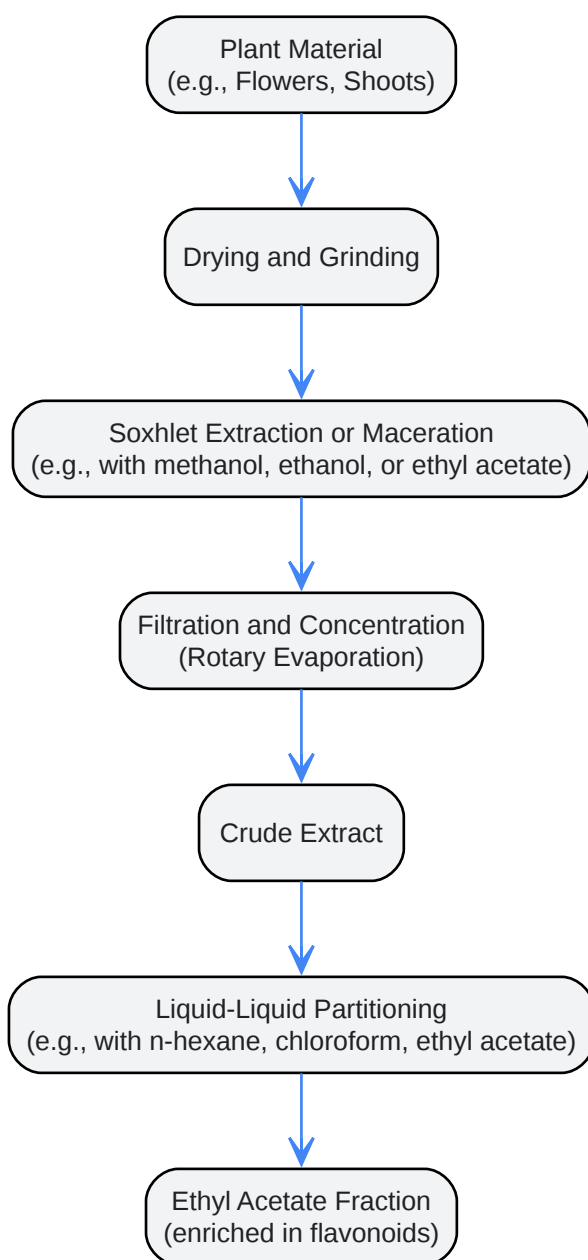 Plant Material
(e.g., Flowers, Shoots)
Drying and Grinding
Soxhlet Extraction or Maceration
(e.g., with methanol, ethanol, or ethyl acetate)
Filtration and Concentration
(Rotary Evaporation)
Crude Extract
Liquid-Liquid Partitioning
(e.g., with n-hexane, chloroform, ethyl acetate)
Ethyl Acetate Fraction
(enriched in flavonoids)